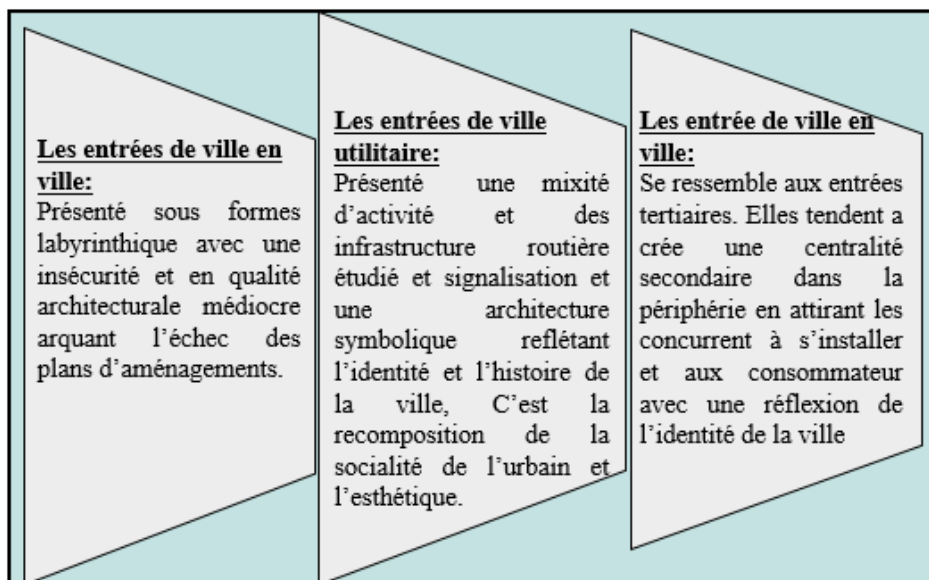 Les entrées de ville en
ville:
Présenté sous formes
labyrinthique avec une
insécurité et en qualité
architecturale médiocre
arquant l’échec des
plans d’aménagements.
Les entrées de ville
utilitaire:
Présenté une mixité
d’activité et des
infrastructure routière
étudié et signalisation et
une architecture
symbolique reflétant
l’identité et l’histoire de
la ville, C’est la
recomposition de la
socialité de l’urbain et
l’esthétique.
Les entrée de ville en
ville:
Se ressemble aux entrées
tertiaires. Elles tendent a
crée une centralité
secondaire dans la
périphérie en attirant les
concurrent à s’installer
et aux consommateur
avec une réflexion de
l’identité de la ville